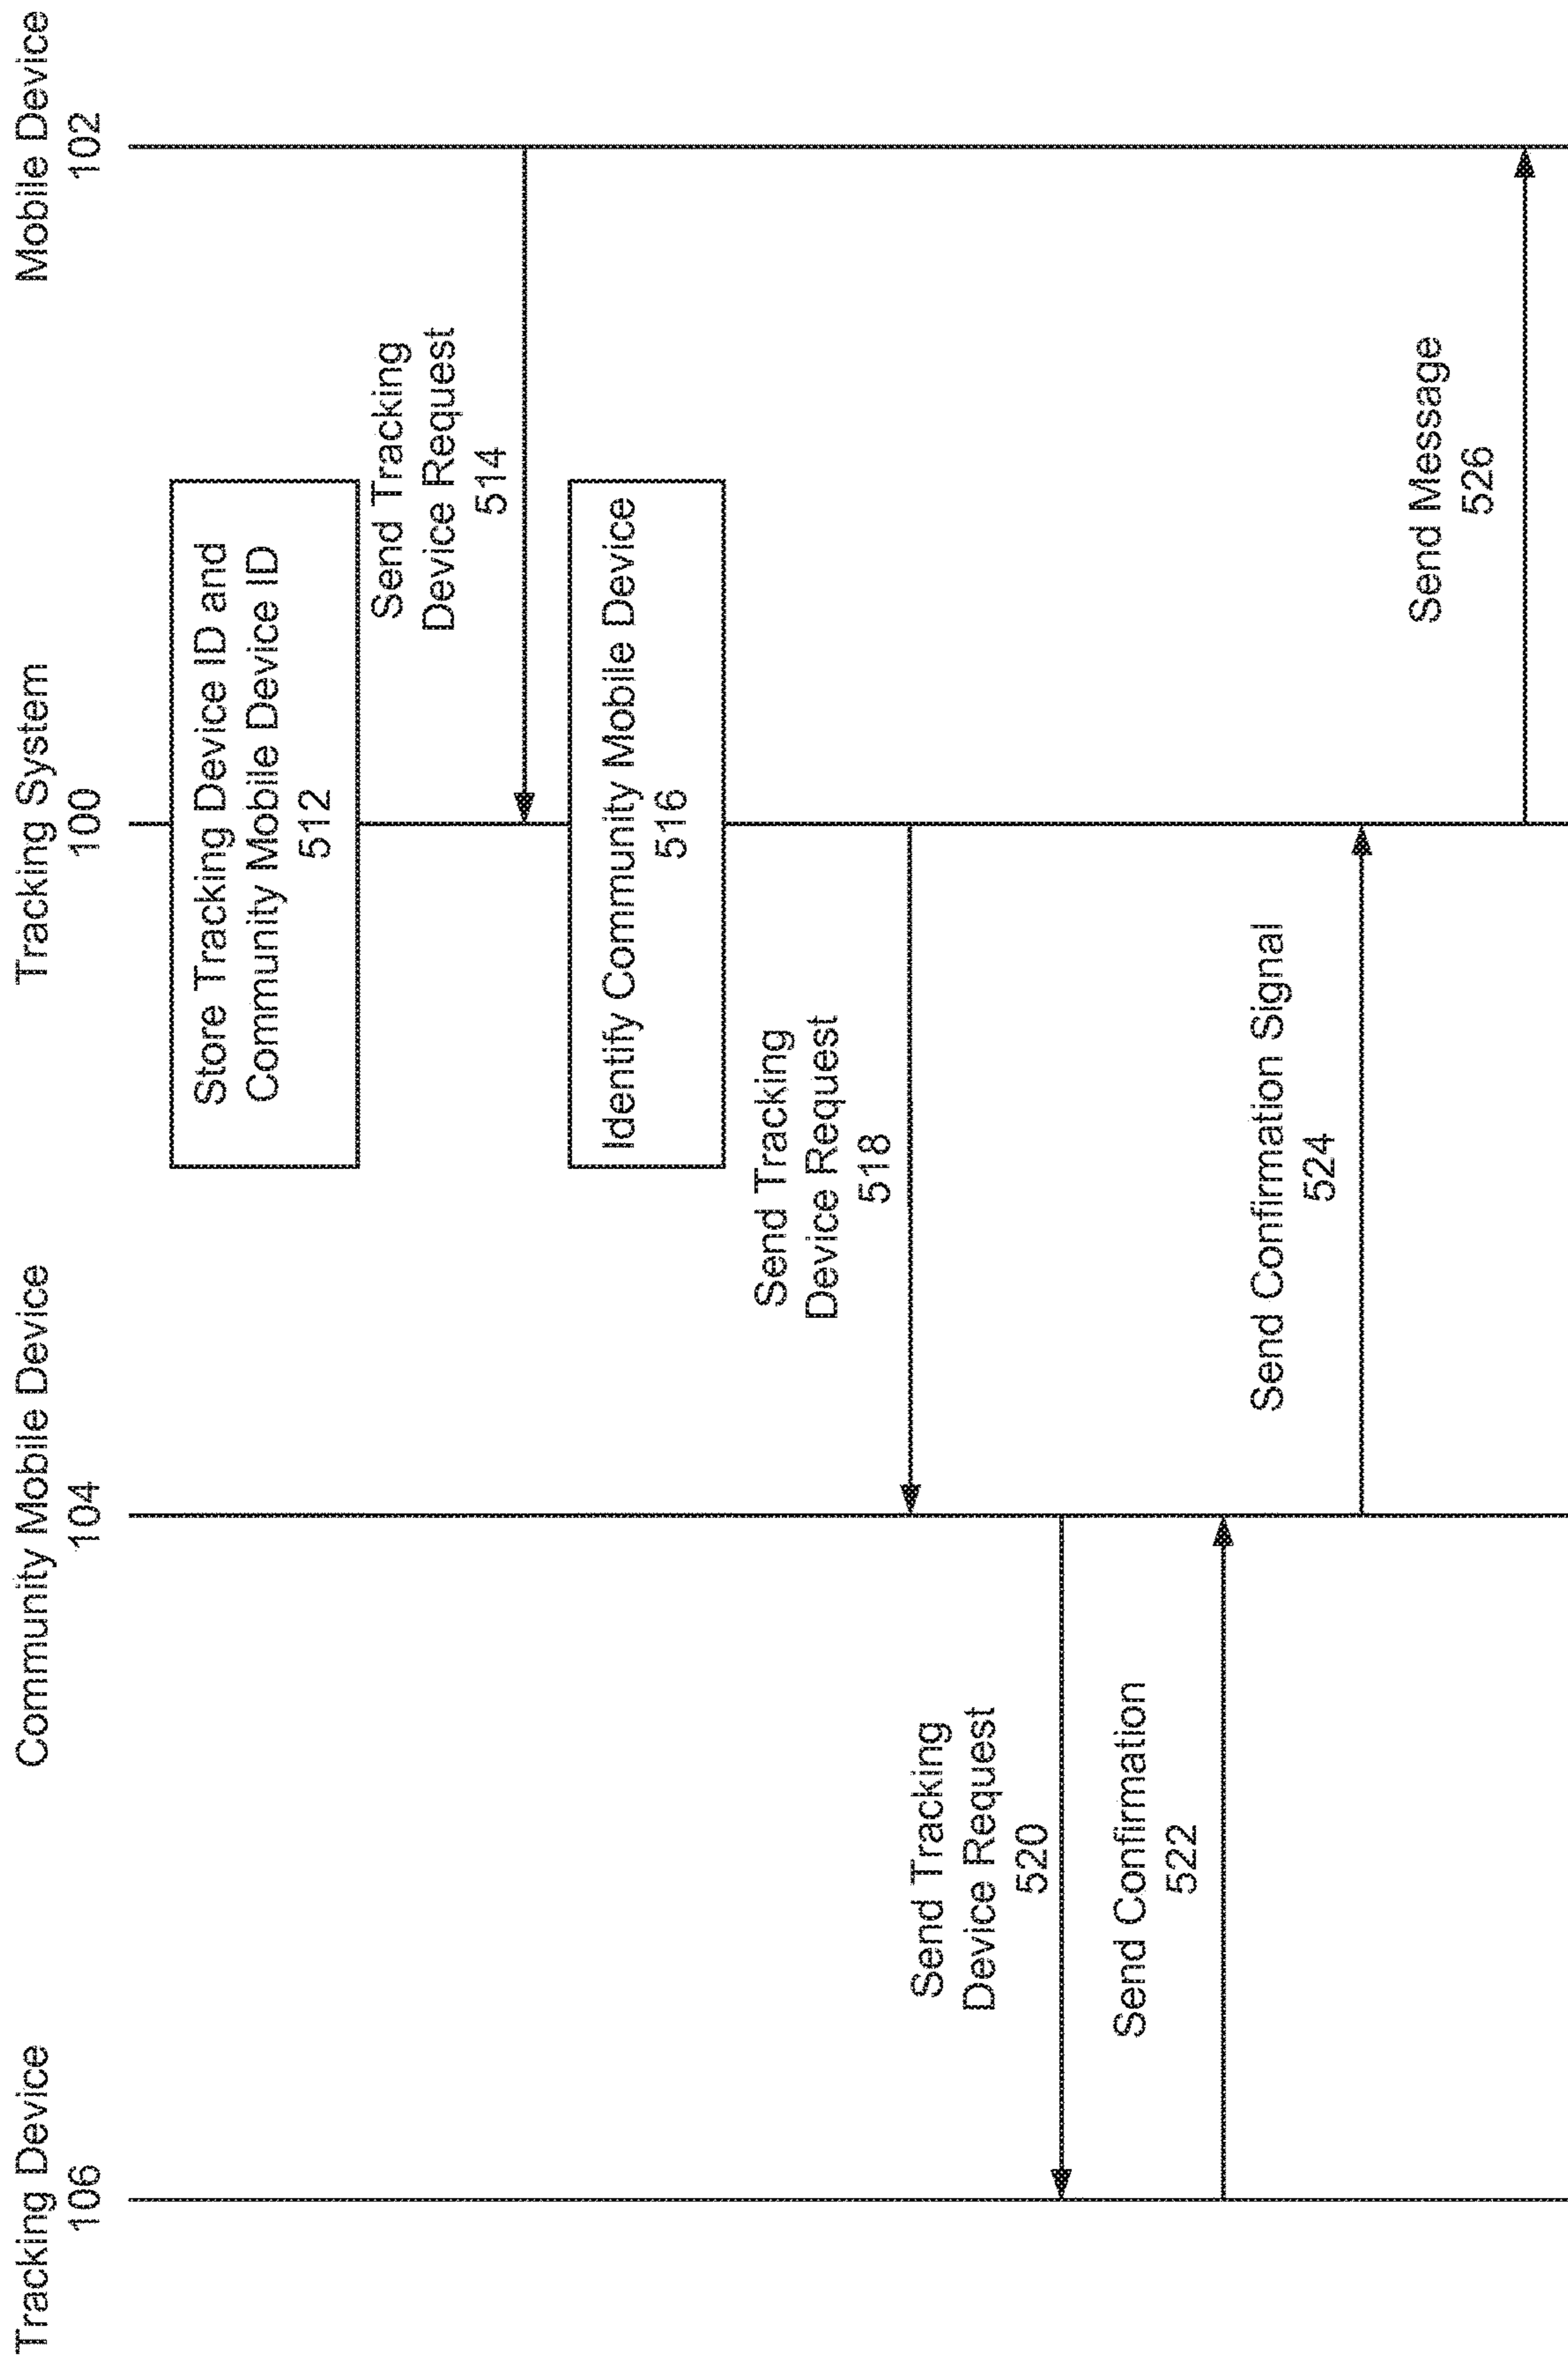 Tracking Device
106
Community Mobile Device
104
Tracking System
100
Mobile Device
102
Store Tracking Device ID and
Community Mobile Device ID
512
Send Tracking
Device Request
514
Identify Community Mobile Device
516
Send Tracking
Device Request
518
Send Tracking
Device Request
520
Send Confirmation
522
Send Confirmation Signal
524
Send Message
526